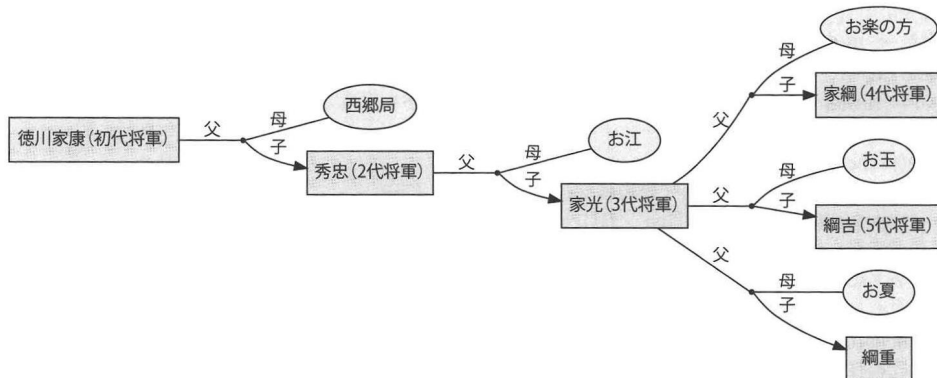 徳川家康(初代将軍)
父
母
子
西郷局
秀忠(2代将軍)
父
母
子
お江
家光(3代将軍)
父
母
子
お楽の方
家綱(4代将軍)
父
母
子
お玉
綱吉(5代将軍)
父
母
子
お夏
綱重